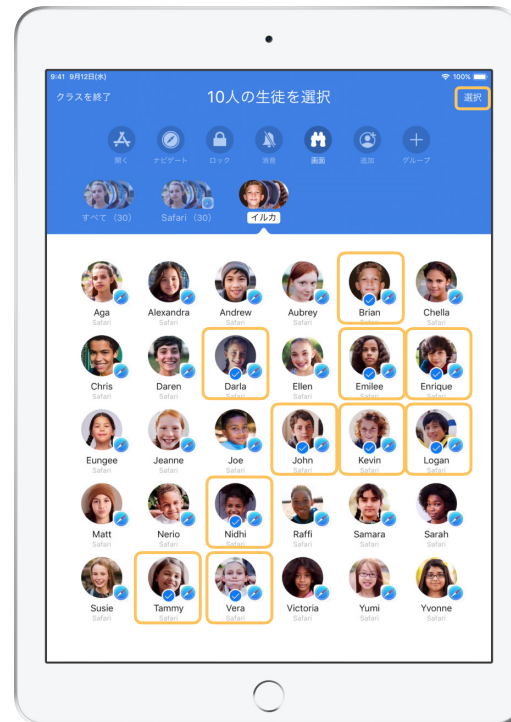 9:41 9月12日(水) 100%
クラスを終了 10人の生徒を選択 選択
開く ナビゲート ロック 消音 画面 追加 グループ
すべて (30) Safari (30) イルカ
Aga Alexandra Andrew Aubrey Brian Chella
Safari Safari Safari Safari Safari Safari
Chris Daren Darla Ellen Emilee Enrique
Safari Safari Safari Safari Safari Safari
Eungee Jeanne Joe John Kevin Logan
Safari Safari Safari Safari Safari Safari
Matt Nerio Nidhi Raffi Samara Sarah
Safari Safari Safari Safari Safari Safari
Susie Tammy Vera Victoria Yumi Yvonne
Safari Safari Safari Safari Safari Safari